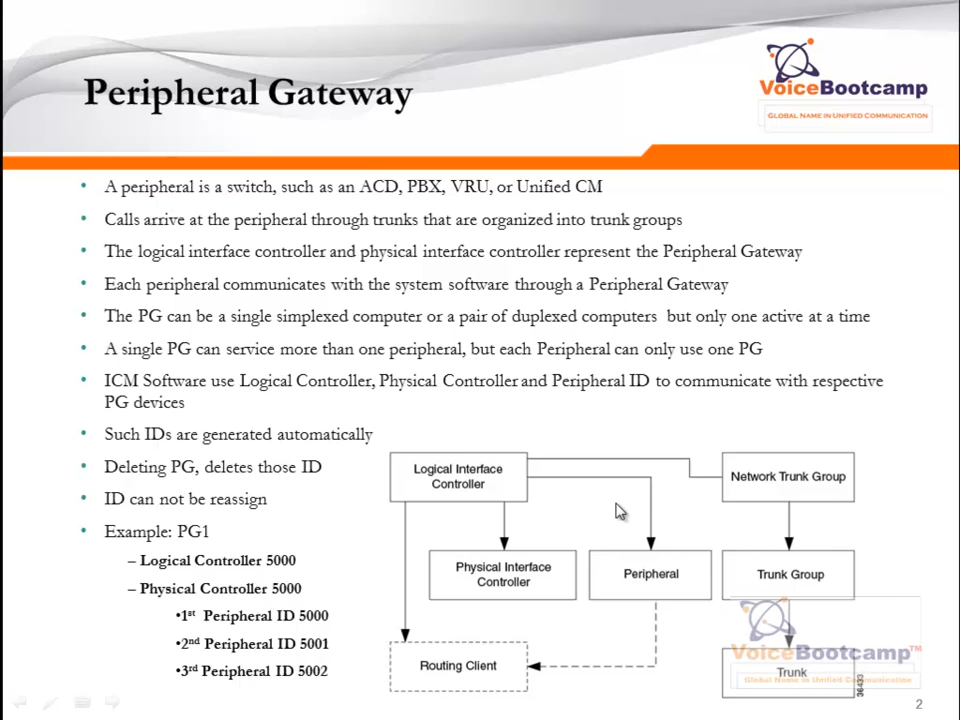 Peripheral Gateway
VoiceBootcamp
GLOBAL NAME IN UNIFIED COMMUNICATION
• A peripheral is a switch, such as an ACD, PBX, VRU, or Unified CM
• Calls arrive at the peripheral through trunks that are organized into trunk groups
• The logical interface controller and physical interface controller represent the Peripheral Gateway
• Each peripheral communicates with the system software through a Peripheral Gateway
• The PG can be a single simplexed computer or a pair of duplexed computers but only one active at a time
• A single PG can service more than one peripheral, but each Peripheral can only use one PG
• ICM Software use Logical Controller, Physical Controller and Peripheral ID to communicate with respective
PG devices
• Such IDs are generated automatically
• Deleting PG, deletes those ID
• ID can not be reassign
• Example: PG1
– Logical Controller 5000
– Physical Controller 5000
•1st Peripheral ID 5000
•2nd Peripheral ID 5001
•3rd Peripheral ID 5002
Logical Interface
Controller
Network Trunk Group
Physical Interface
Controller
Peripheral
Trunk Group
Routing Client
VoiceBootcamp™
Trunk
Global Name in Unified Communication
36433
2